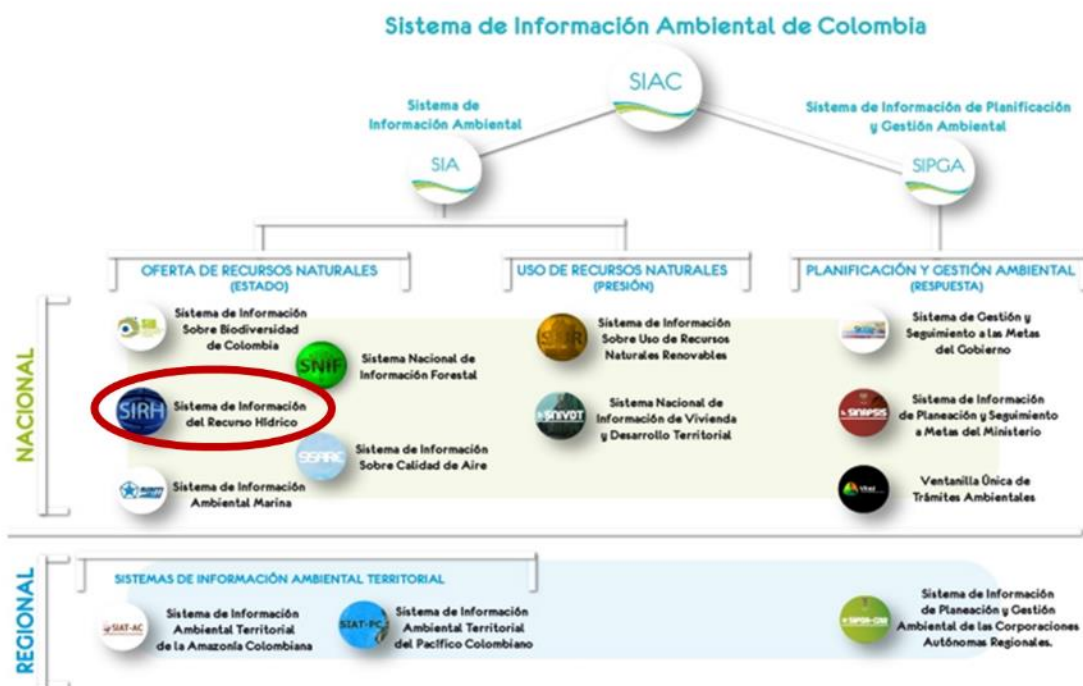 Sistema de Información Ambiental de Colombia
SIAC
Sistema de
Información Ambiental
SIA
Sistema de Información de Planificación
y Gestión Ambiental
SIPGA
OFERTA DE RECURSOS NATURALES
(ESTADO)
USO DE RECURSOS NATURALES
(PRESIÓN)
PLANIFICACIÓN Y GESTIÓN AMBIENTAL
(RESPUESTA)
NACIONAL
Sistema de Información
Sobre Biodiversidad
de Colombia
SNIF
Sistema Nacional de
Información Forestal
SIRH
Sistema de Información
del Recurso Hídrico
Sistema de Información
Sobre Calidad de Aire
Sistema de Información
Ambiental Marina
Sistema de Información
Sobre Uso de Recursos
Naturales Renovables
SNIVOT
Sistema Nacional de
Información de Vivienda
y Desarrollo Territorial
Sistema de Gestión y
Seguimiento a las Metas
del Gobierno
SINAPSIS
Sistema de Información
de Planeación y Seguimiento
a Metas del Ministerio
Vital
Ventanilla Única de
Trámites Ambientales
REGIONAL
SISTEMAS DE INFORMACIÓN AMBIENTAL TERRITORIAL
SIAT-AC
Sistema de Información
Ambiental Territorial
de la Amazonía Colombiana
SIAT-PC
Sistema de Información
Ambiental Territorial
del Pacífico Colombiano
Sistema de Información
de Planeación y Gestión
Ambiental de las Corporaciones
Autónomas Regionales.